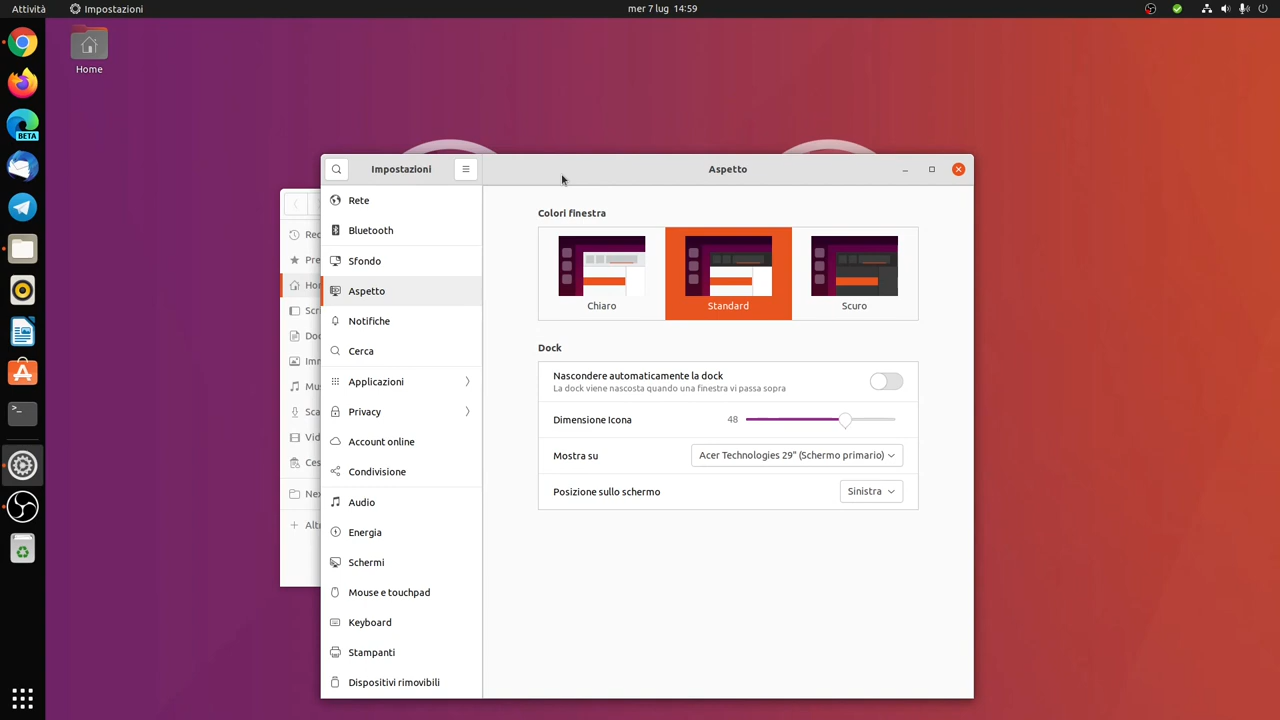 Attività
Impostazioni
mer 7 lug 14:59
Home
BETA
Impostazioni
Aspetto
Rete
Bluetooth
Sfondo
Aspetto
Notifiche
Cerca
Applicazioni
Privacy
Account online
Condivisione
Audio
Energia
Schermi
Mouse e touchpad
Keyboard
Stampanti
Dispositivi rimovibili
Colori finestra
Chiaro
Standard
Scuro
Dock
Nascondere automaticamente la dock
La dock viene nascosta quando una finestra vi passa sopra
Dimensione Icona
48
Mostra su
Acer Technologies 29" (Schermo primario)
Posizione sullo schermo
Sinistra